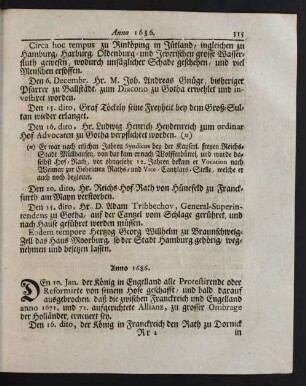 Anno 1686. 315
Circa hoc tempus zu Rinköping in Jütland, ingleichen zu
Hamburg, Harburg, Oldenburg und Jeverischen grosse Wasser-
fluth gewesen, wodurch unsäglicher Schade geschehen, und viel
Menschen ersoffen.
Den 6. Decembr. Hr. M. Joh. Andreas Gnüge, bisheriger
Pfarrer zu Ballstädt, zum Diacono zu Gotha erwehlt und in-
vestiret worden.
Den 15. dito, Graf Töckely seine Freyheit bey dem Groß-Sul-
tan wieder erlanget.
Den 16. dito, Hr. Ludwig Henrich Heydenreich zum ordinar
Hof Advocaten zu Gotha verpflichtet worden. (n)
(n) Er war nach etlichen Jahren Syndicus bey der Kayserl. freyen Reichs-
Stadt Mülhausen, von dar kam er nach Wolffenbüttel, und wurde da-
selbst Hof-Rath, vor ohngefehr 12. Jahren bekam er Vocation nach
Weimar zur Geheimen Raths- und Vice-Cantzlars-Stelle, welche er
auch noch begleitet.
Den 20. dito, Hr. Reichs-Hof Rath von Hünefeld zu Franck-
furth am Mayn verstorben.
Den 25. dito, Hr. D. Adam Tribbechov, General-Superin-
tendens zu Gotha, auf der Cantzel vom Schlage gerühret, und
nach Hause geführet werden müssen.
Eodem tempore Hertzog Georg Willhelm zu Braunschweig-
Zell das Haus Moorburg, so der Stadt Hamburg gehörig, weg-
nehmen und besetzen lassen.
Anno 1686.
DEn 10. Jan. der König in Engelland alle Protestirende oder
Reformirte von seinem Hofe geschafft, und bald darauf
ausgebrochen, daß die zwischen Franckreich und Engelland
anno 1671. und 72. aufgerichtete Allianz, zu grosser Ombrage
der Holländer, erneuert sey.
Den 16. dito, der König in Franckreich den Rath zu Dornick
Rr 2 in